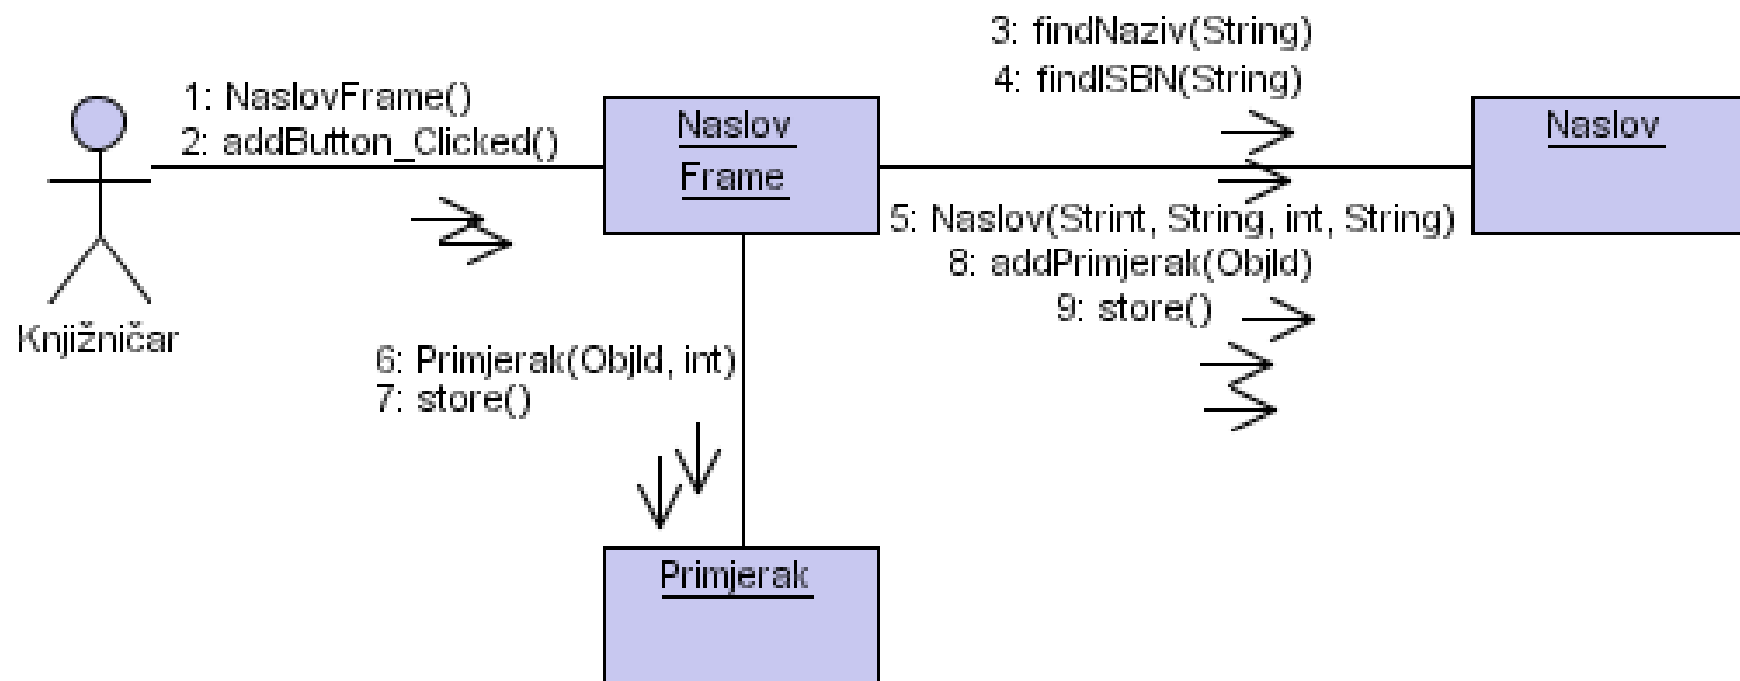 3: findNaziv(String)
4: findISBN(String)
1: NaslovFrame()
2: addButton_Clicked()
Naslov
Frame
Naslov
5: Naslov(Strint, String, int, String)
8: addPrimjerak(ObjId)
9: store()
Knjižničar
6: Primjerak(ObjId, int)
7: store()
Primjerak